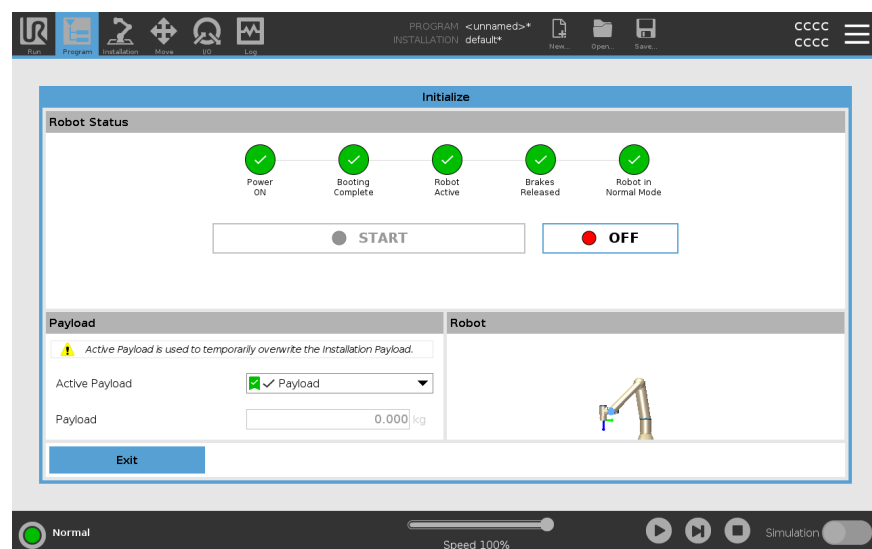 UR
PROGRAM <unnamed>*
INSTALLATION default*
CCCC
CCCC
Run Program Installation Move I/O Log New... Open... Save...
Initialize
Robot Status
Power ON
Booting Complete
Robot Active
Brakes Released
Robot in Normal Mode
START
OFF
Payload
Robot
Active Payload is used to temporarily overwrite the Installation Payload.
Active Payload
Payload
Payload
0.000 kg
Exit
Normal
Speed 100%
Simulation